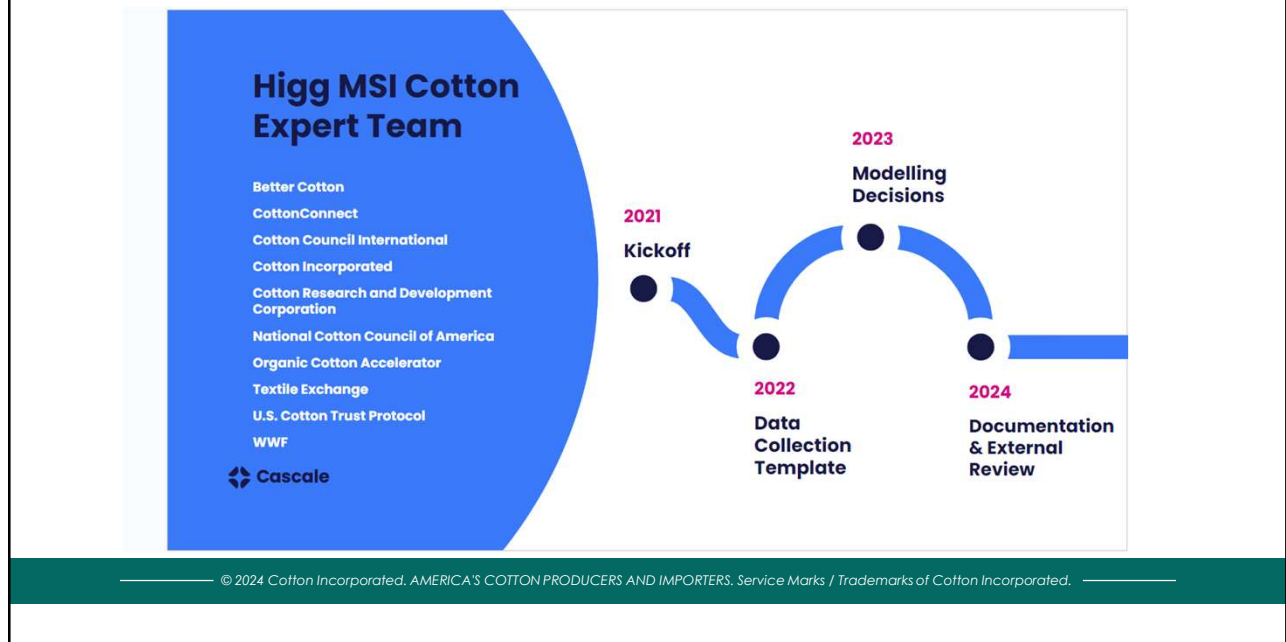 Higg MSI Cotton
Expert Team
Better Cotton
CottonConnect
Cotton Council International
Cotton Incorporated
Cotton Research and Development
Corporation
National Cotton Council of America
Organic Cotton Accelerator
Textile Exchange
U.S. Cotton Trust Protocol
WWF
Cascale
2021
Kickoff
2022
Data
Collection
Template
2023
Modelling
Decisions
2024
Documentation
& External
Review
© 2024 Cotton Incorporated. AMERICA'S COTTON PRODUCERS AND IMPORTERS. Service Marks / Trademarks of Cotton Incorporated.